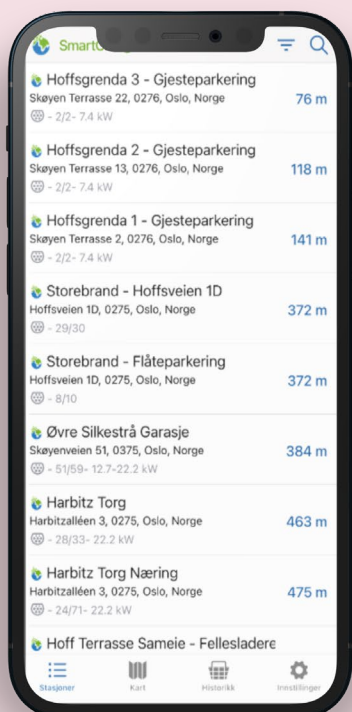 Hoffsgrenda 3 - Gjesteparkering
Skøyen Terrasse 22, 0276, Oslo, Norge
76 m
- 2/2- 7.4 kW
Hoffsgrenda 2 - Gjesteparkering
Skøyen Terrasse 13, 0276, Oslo, Norge
118 m
- 2/2- 7.4 kW
Hoffsgrenda 1 - Gjesteparkering
Skøyen Terrasse 2, 0276, Oslo, Norge
141 m
- 2/2- 7.4 kW
Storebrand - Hoffsveien 1D
Hoffsveien 1D, 0275, Oslo, Norge
372 m
- 29/30
Storebrand - Flåteparkering
Hoffsveien 1D, 0275, Oslo, Norge
372 m
- 8/10
Øvre Silkestrå Garasje
Skøyenveien 51, 0375, Oslo, Norge
384 m
- 51/59- 12.7-22.2 kW
Harbitz Torg
Harbitzalléen 3, 0275, Oslo, Norge
463 m
- 28/33- 22.2 kW
Harbitz Torg Næring
Harbitzalléen 3, 0275, Oslo, Norge
475 m
- 24/71- 22.2 kW
Hoff Terrasse Sameie - Fellesladere
Stasjoner Kart Historikk Innstillinger